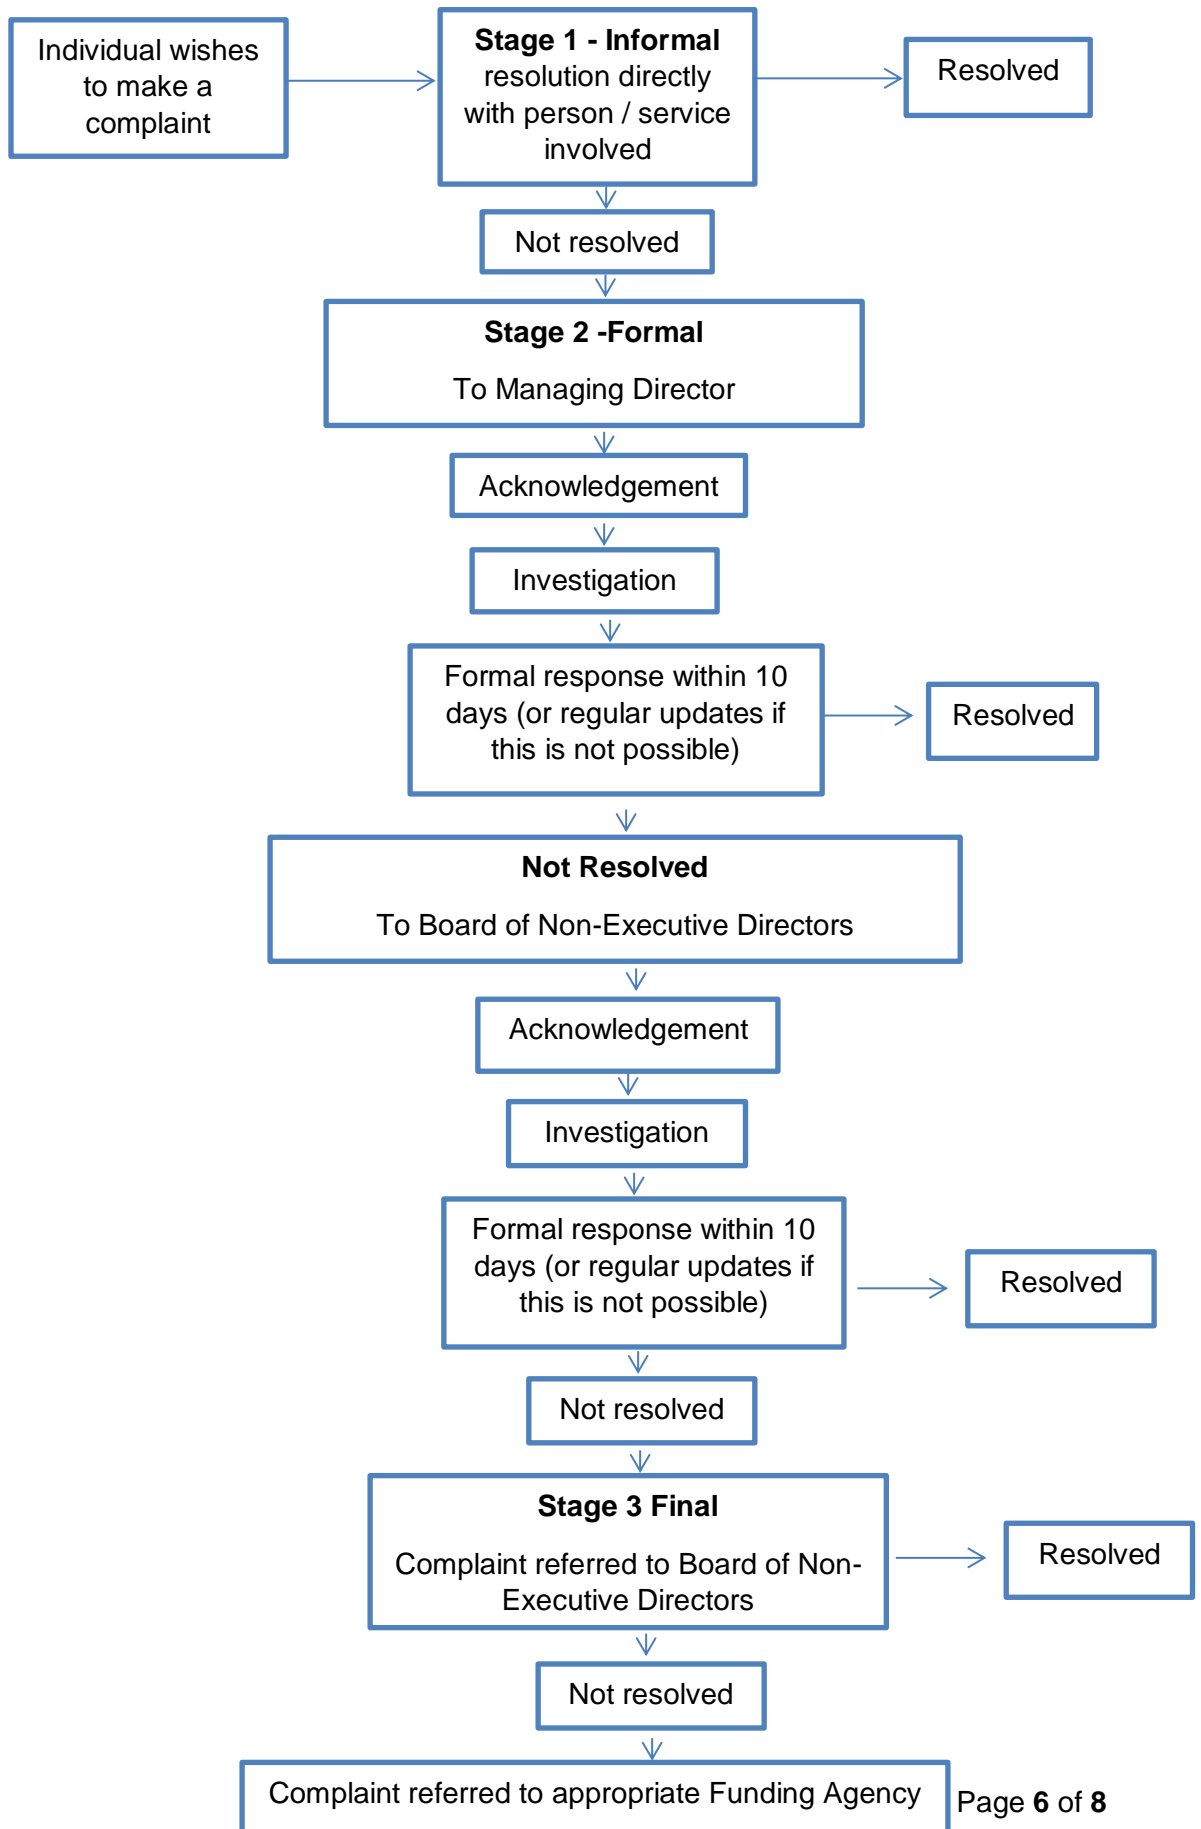 Individual wishes
to make a
complaint
Stage 1 - Informal
resolution directly
with person / service
involved
Resolved
Not resolved
Stage 2 -Formal
To Managing Director
Acknowledgement
Investigation
Formal response within 10
days (or regular updates if
this is not possible)
Resolved
Not Resolved
To Board of Non-Executive Directors
Acknowledgement
Investigation
Formal response within 10
days (or regular updates if
this is not possible)
Resolved
Not resolved
Stage 3 Final
Complaint referred to Board of Non-
Executive Directors
Resolved
Not resolved
Complaint referred to appropriate Funding Agency
Page 6 of 8